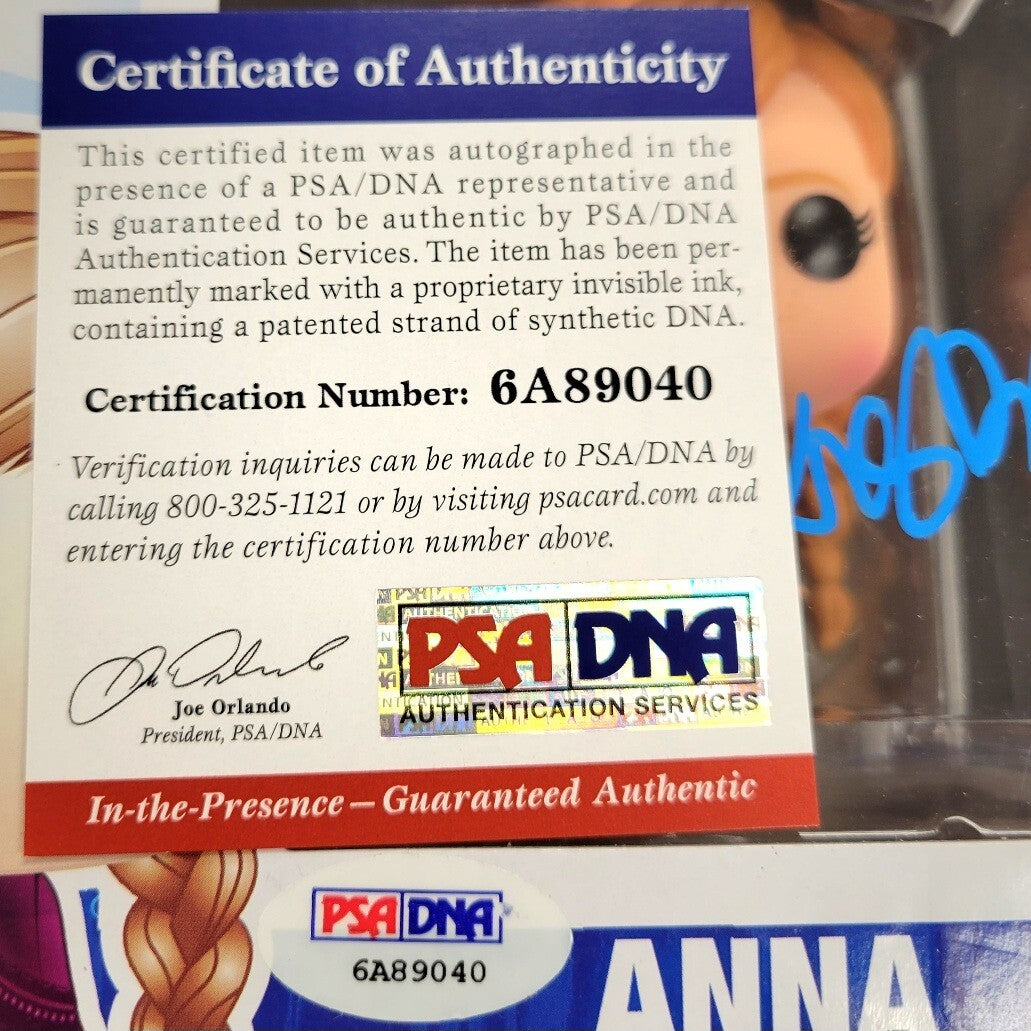 Certificate of Authenticity
This certified item was autographed in the
presence of a PSA/DNA representative and
is guaranteed to be authentic by PSA/DNA
Authentication Services. The item has been per-
manently marked with a proprietary invisible ink,
containing a patented strand of synthetic DNA.
Certification Number: 6A89040
Verification inquiries can be made to PSA/DNA by
calling 800-325-1121 or by visiting psacard.com and
entering the certification number above.
Joe Orlando
President, PSA/DNA
PSA DNA
AUTHENTICATION SERVICES
In-the-Presence — Guaranteed Authentic
PSA DNA
6A89040
ANNA